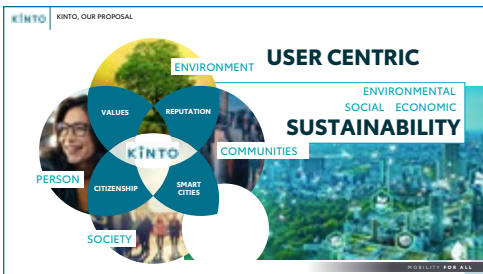 KINTO
KINTO, OUR PROPOSAL
ENVIRONMENT
USER CENTRIC
ENVIRONMENTAL
SOCIAL ECONOMIC
SUSTAINABILITY
VALUES
REPUTATION
KINTO
COMMUNITIES
PERSON
CITIZENSHIP
SMART
CITIES
SOCIETY
MOBILITY FOR ALL